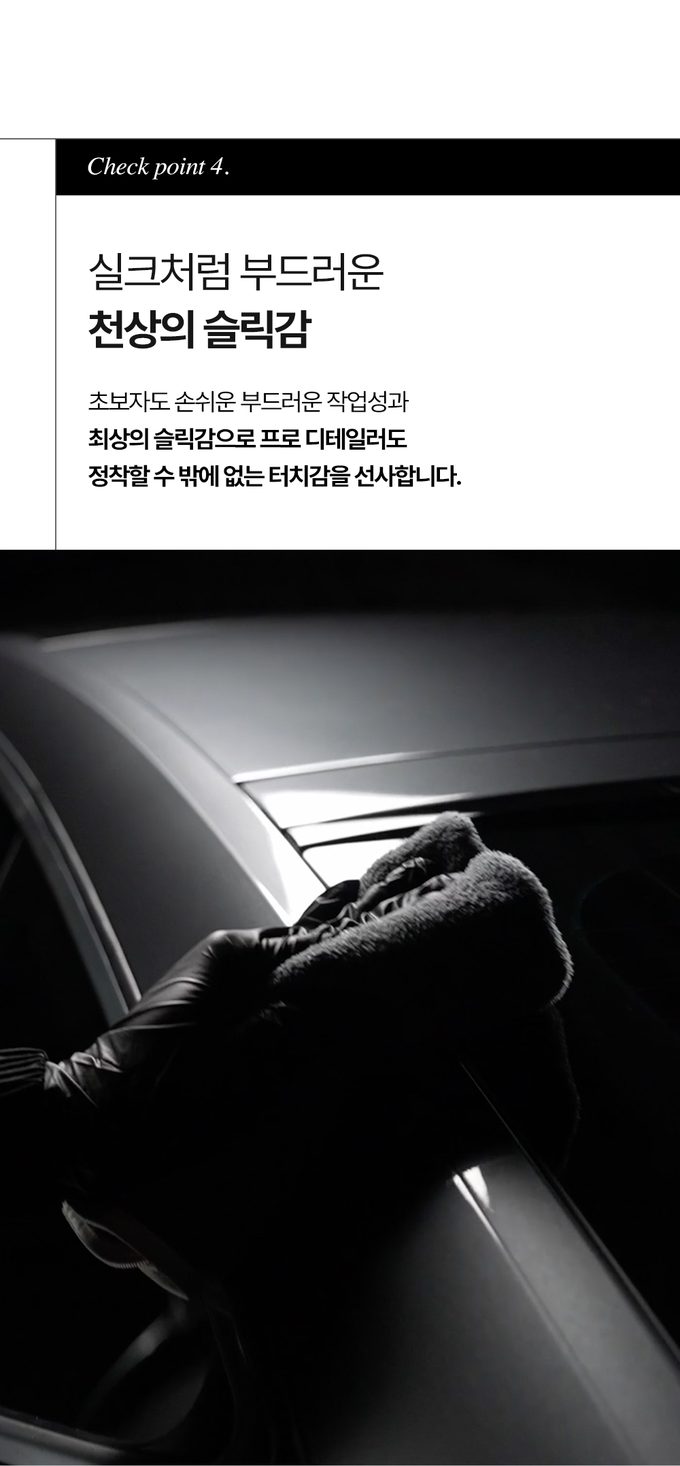 Check point 4.
실크처럼 부드러운
천상의 슬릭감
초보자도 손쉬운 부드러운 작업성과
최상의 슬릭감으로 프로 디테일러도
정착할 수 밖에 없는 터치감을 선사합니다.